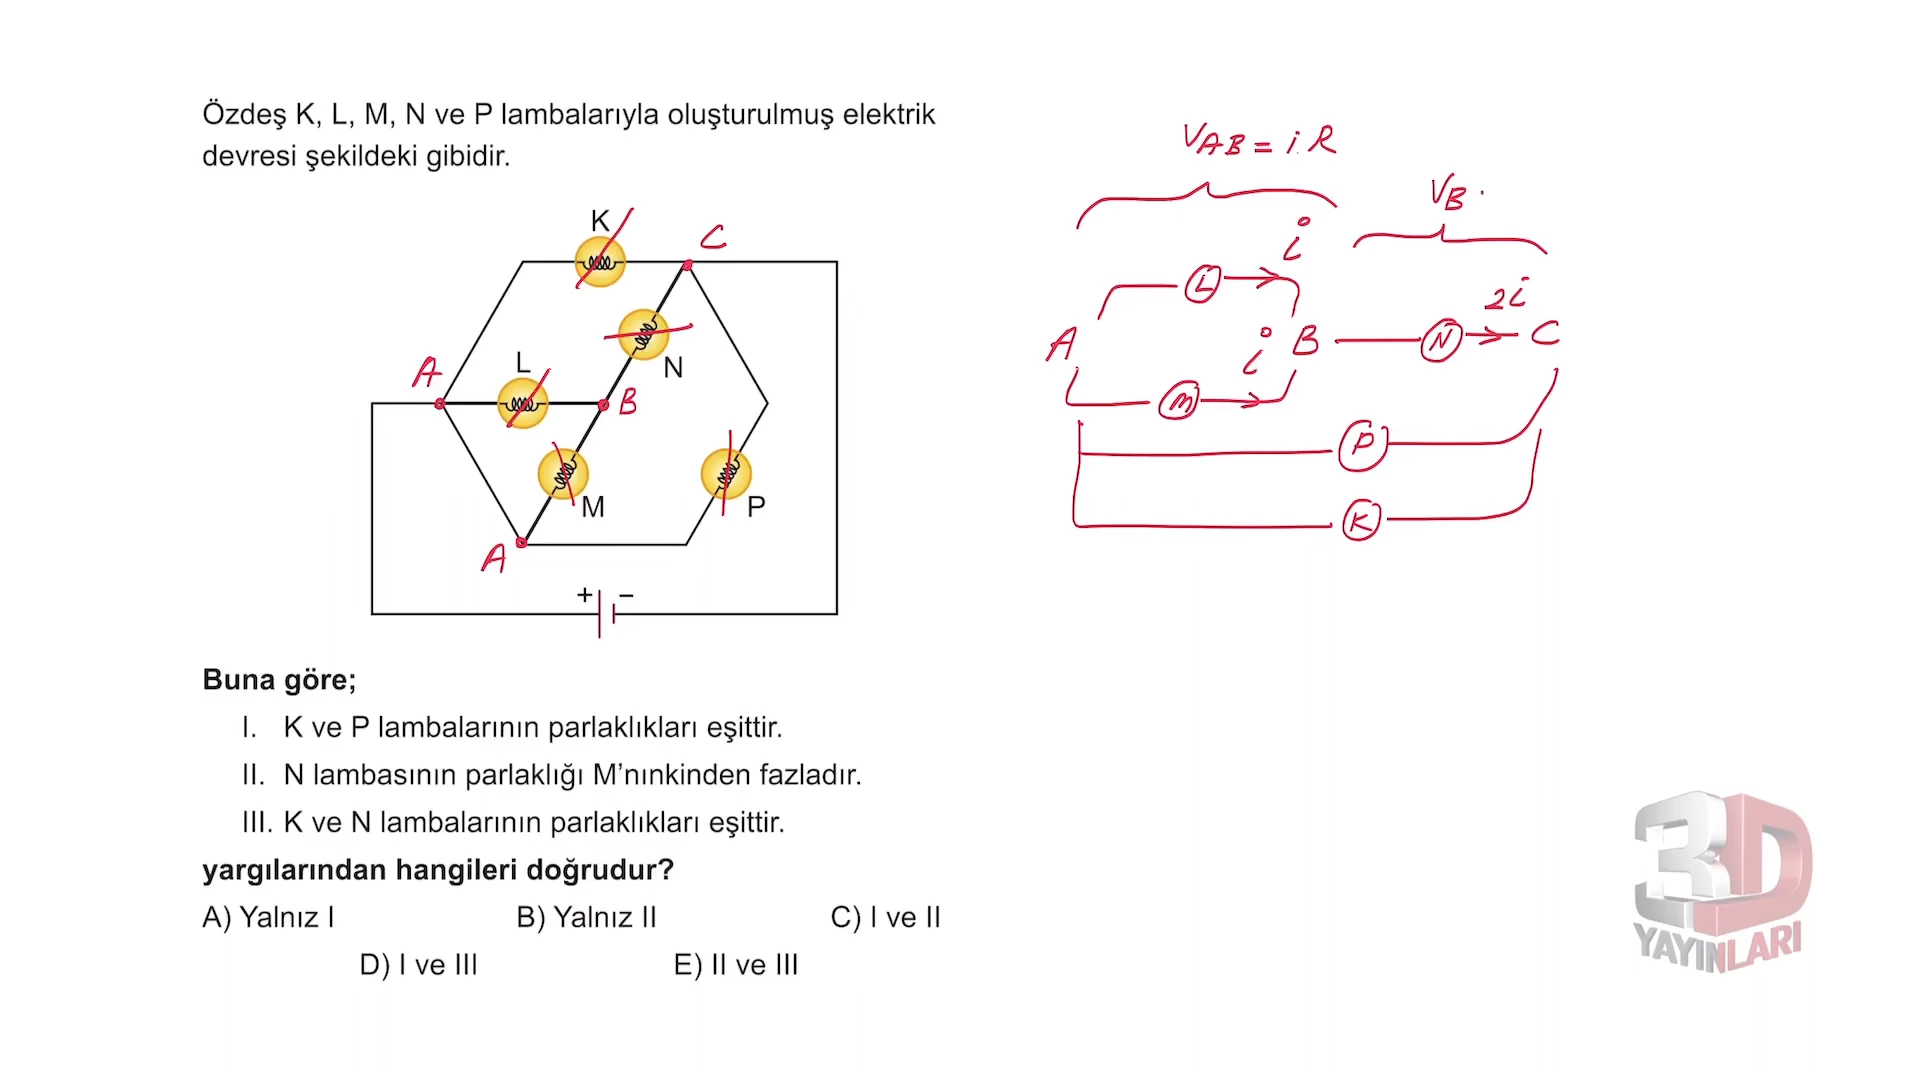 Özdeş K, L, M, N ve P lambalarıyla oluşturulmuş elektrik
devresi şekildeki gibidir.
K
C
N
L
A
B
M
P
A
+ −
V_AB = i.R
V_B.
i
L
2i
A
i
B
N
C
M
P
K
Buna göre;
I. K ve P lambalarının parlaklıkları eşittir.
II. N lambasının parlaklığı M’nınkinden fazladır.
III. K ve N lambalarının parlaklıkları eşittir.
yargılarından hangileri doğrudur?
A) Yalnız I B) Yalnız II C) I ve II
D) I ve III E) II ve III
3D
YAYINLARI